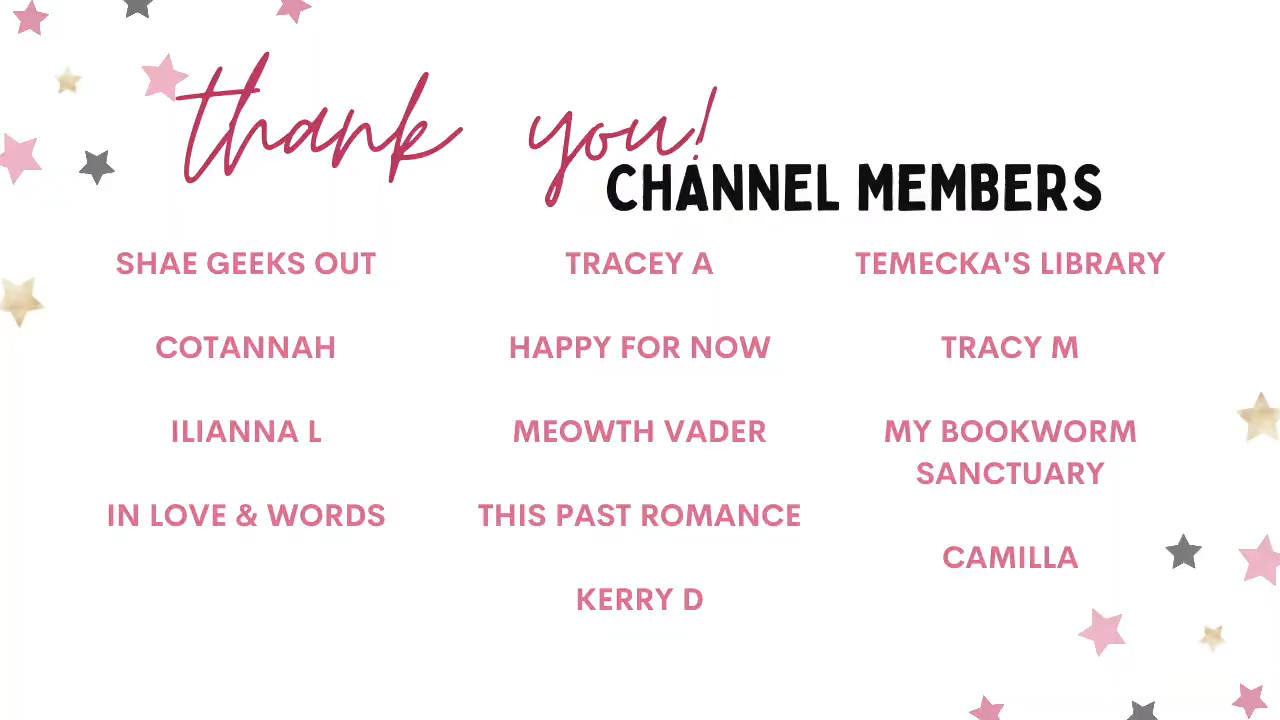 thank you!
CHANNEL MEMBERS
SHAE GEEKS OUT
COTANNAH
ILIANNA L
IN LOVE & WORDS
TRACEY A
HAPPY FOR NOW
MEOWTH VADER
THIS PAST ROMANCE
KERRY D
TEMECKA'S LIBRARY
TRACY M
MY BOOKWORM
SANCTUARY
CAMILLA